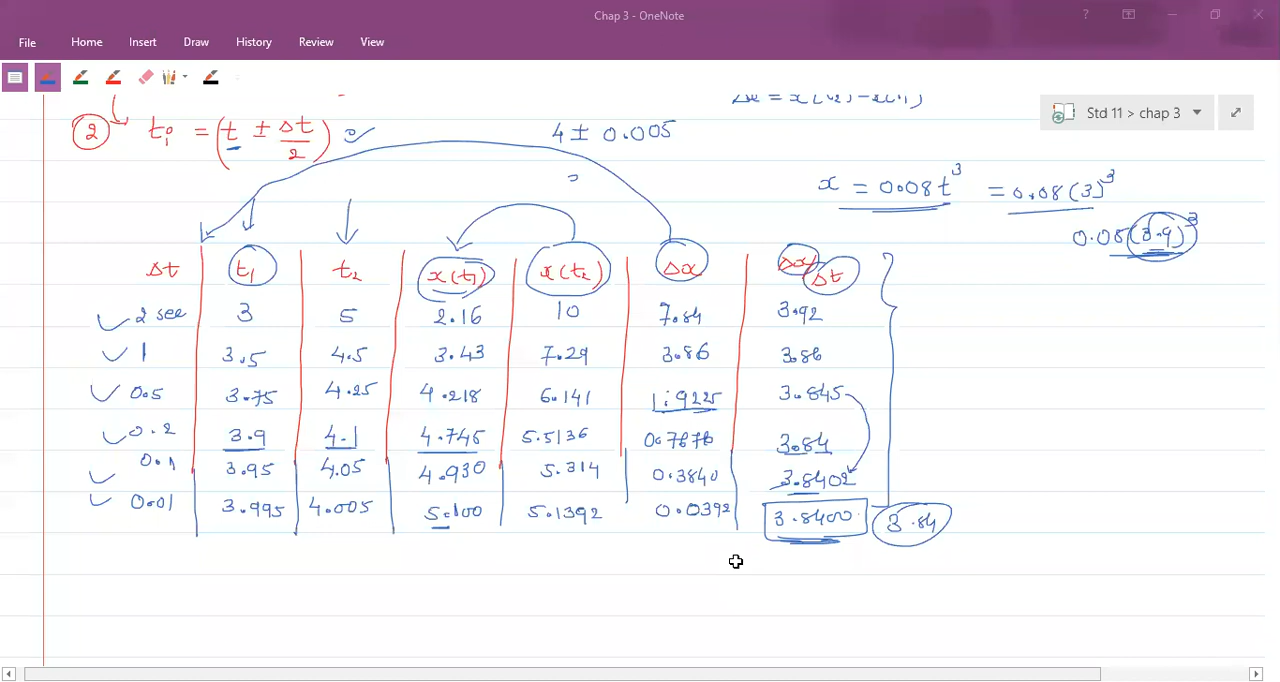 Chap 3 - OneNote
File Home Insert Draw History Review View
Std 11 > chap 3
② tᵢ = (t ± Δt/2)
4 ± 0.005
x = 0.08t³ = 0.08(3)³
0.08(3.9)³
Δt t₁ t₂ x(t₁) x(t₂) Δx Δx/Δt
2 sec 3 5 2.16 10 7.84 3.92
1 3.5 4.5 3.43 7.29 3.86 3.86
0.5 3.75 4.25 4.218 6.141 1.9225 3.845
0.2 3.9 4.1 4.745 5.5136 0.7676 3.84
0.1 3.95 4.05 4.930 5.314 0.3840 3.8402
0.01 3.995 4.005 5.100 5.1392 0.0392 3.8400 3.84